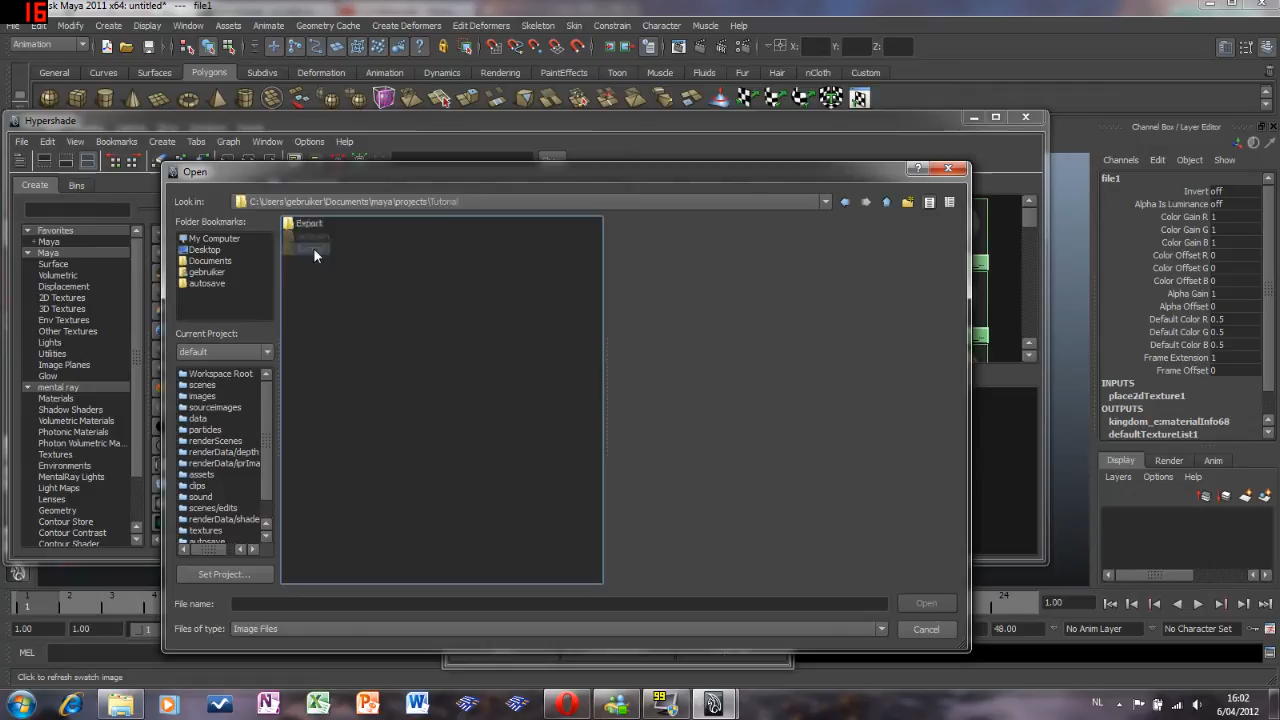 16
sk Maya 2011 x64: untitled* --- file1
File Edit Modify Create Display Window Assets Animate Geometry Cache Create Deformers Edit Deformers Skeleton Skin Constrain Character Muscle Help
Animation X: Y: Z:
General Curves Surfaces Polygons Subdivs Deformation Animation Dynamics Rendering PaintEffects Toon Muscle Fluids Fur Hair nCloth Custom
Hypershade
File Edit View Bookmarks Create Tabs Graph Window Options Help
Create Bins
Favorites
+ Maya
Maya
Surface
Volumetric
Displacement
2D Textures
3D Textures
Env Textures
Other Textures
Lights
Utilities
Image Planes
Glow
mental ray
Materials
Shadow Shaders
Volumetric Materials
Photonic Materials
Photon Volumetric Ma...
Textures
Environments
MentalRay Lights
Light Maps
Lenses
Geometry
Contour Store
Contour Contrast
Contour Shader
Open
Look in: C:\Users\gebruiker\Documents\maya\projects\Tutorial
Folder Bookmarks:
My Computer
Desktop
Documents
gebruiker
autosave
Current Project:
default
Workspace Root
scenes
images
sourceimages
data
particles
renderScenes
renderData/depth
renderData/iprIma
assets
clips
sound
scenes/edits
renderData/shade
textures
autosave
Set Project...
Export
File name: Open
Files of type: Image Files Cancel
Channel Box / Layer Editor
Channels Edit Object Show
file1
Invert off
Alpha Is Luminance off
Color Gain R 1
Color Gain G 1
Color Gain B 1
Color Offset R 0
Color Offset G 0
Color Offset B 0
Alpha Gain 1
Alpha Offset 0
Default Color R 0.5
Default Color G 0.5
Default Color B 0.5
Frame Extension 1
Frame Offset 0
INPUTS
place2dTexture1
OUTPUTS
kingdom_e:materialInfo68
defaultTextureList1
Display Render Anim
Layers Options Help
1 24
1 1.00
1.00 1.00 1 48.00 No Anim Layer No Character Set
MEL
Click to refresh swatch image
99
NL 16:02
6/04/2012